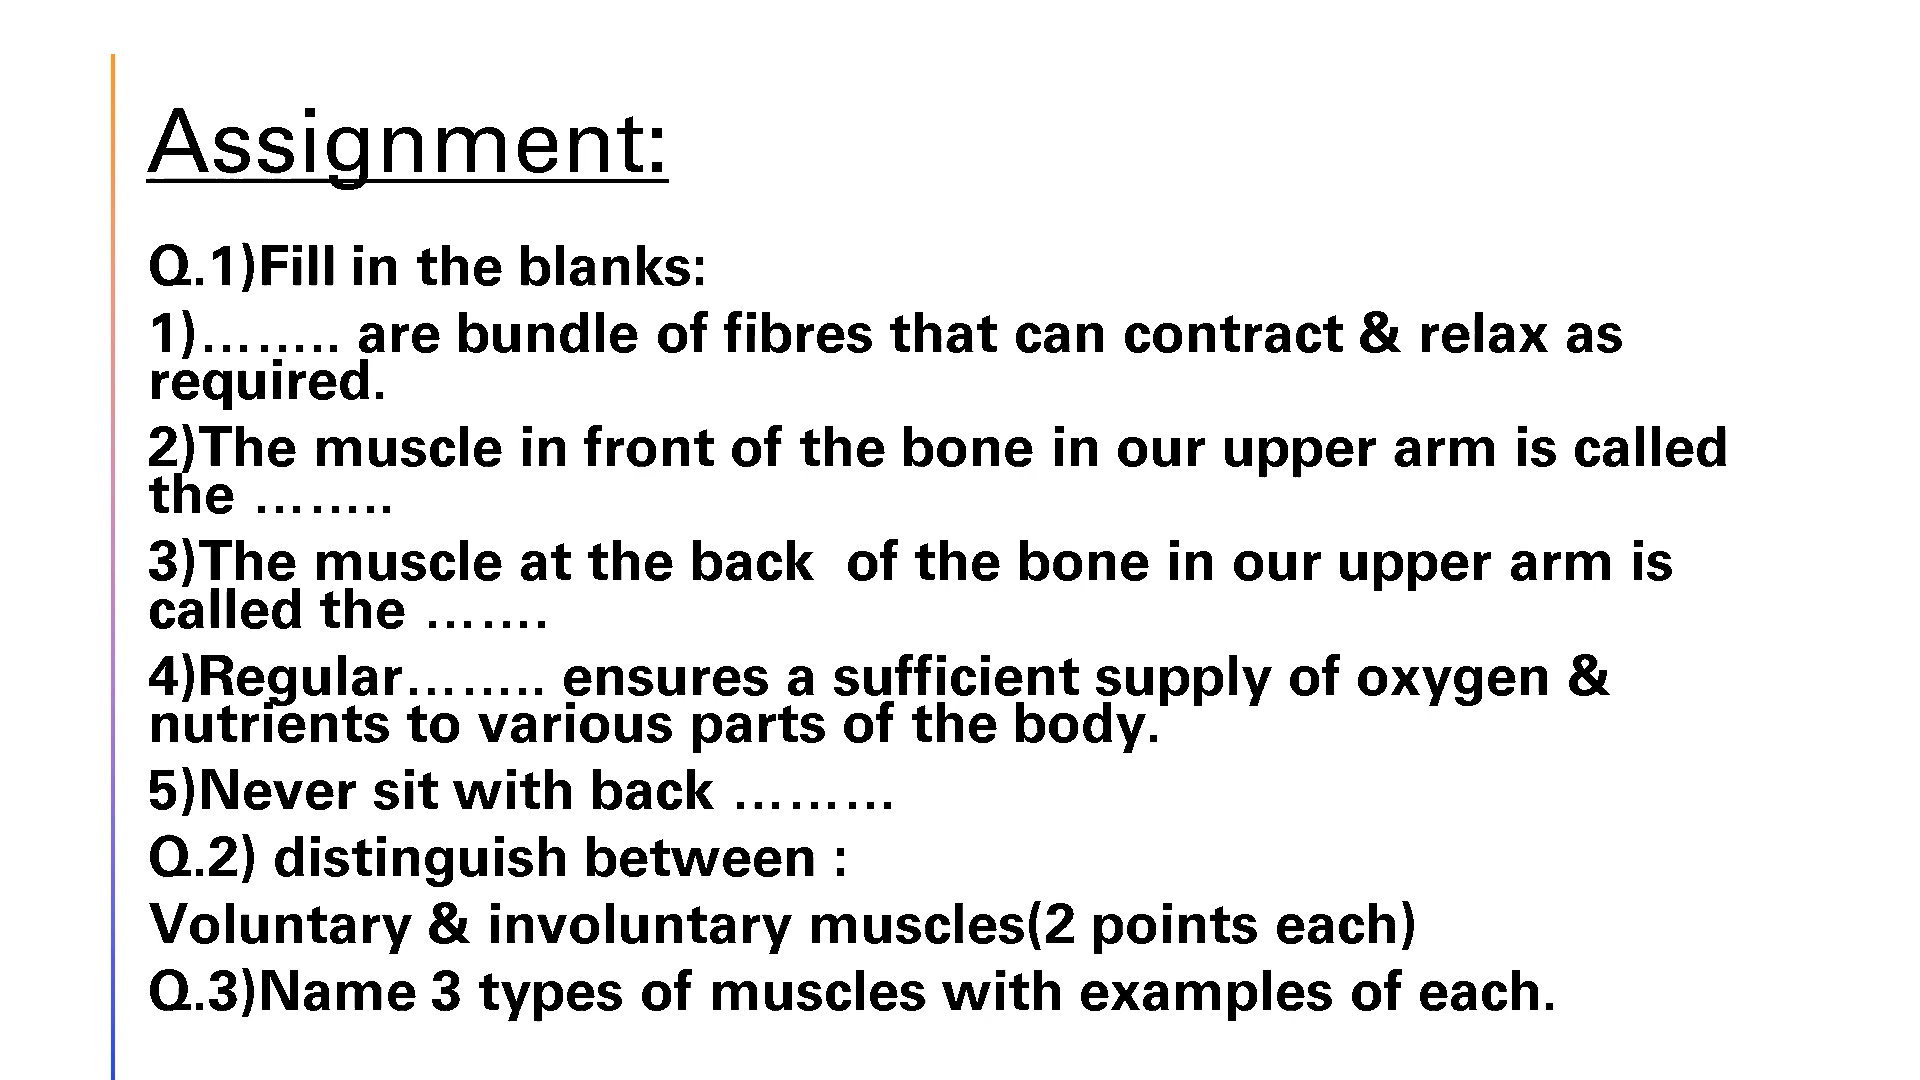 Assignment:
Q.1)Fill in the blanks:
1)…….. are bundle of fibres that can contract & relax as
required.
2)The muscle in front of the bone in our upper arm is called
the ……..
3)The muscle at the back  of the bone in our upper arm is
called the …….
4)Regular…….. ensures a sufficient supply of oxygen &
nutrients to various parts of the body.
5)Never sit with back ………
Q.2) distinguish between :
Voluntary & involuntary muscles(2 points each)
Q.3)Name 3 types of muscles with examples of each.